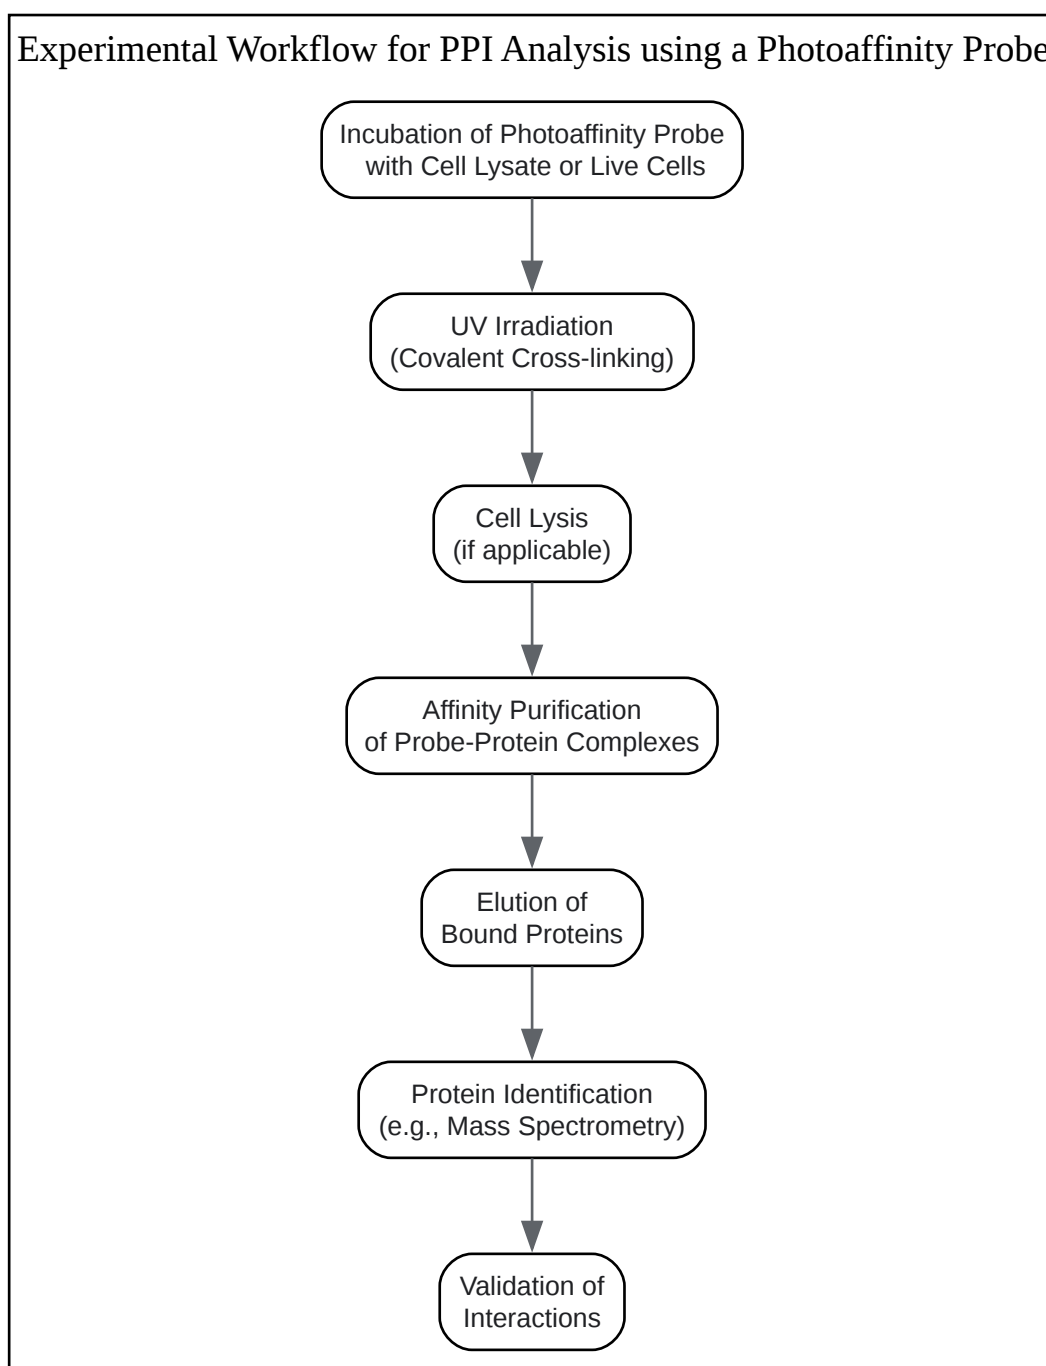 Experimental Workflow for PPI Analysis using a Photoaffinity Probe
Incubation of Photoaffinity Probe
with Cell Lysate or Live Cells
UV Irradiation
(Covalent Cross-linking)
Cell Lysis
(if applicable)
Affinity Purification
of Probe-Protein Complexes
Elution of
Bound Proteins
Protein Identification
(e.g., Mass Spectrometry)
Validation of
Interactions